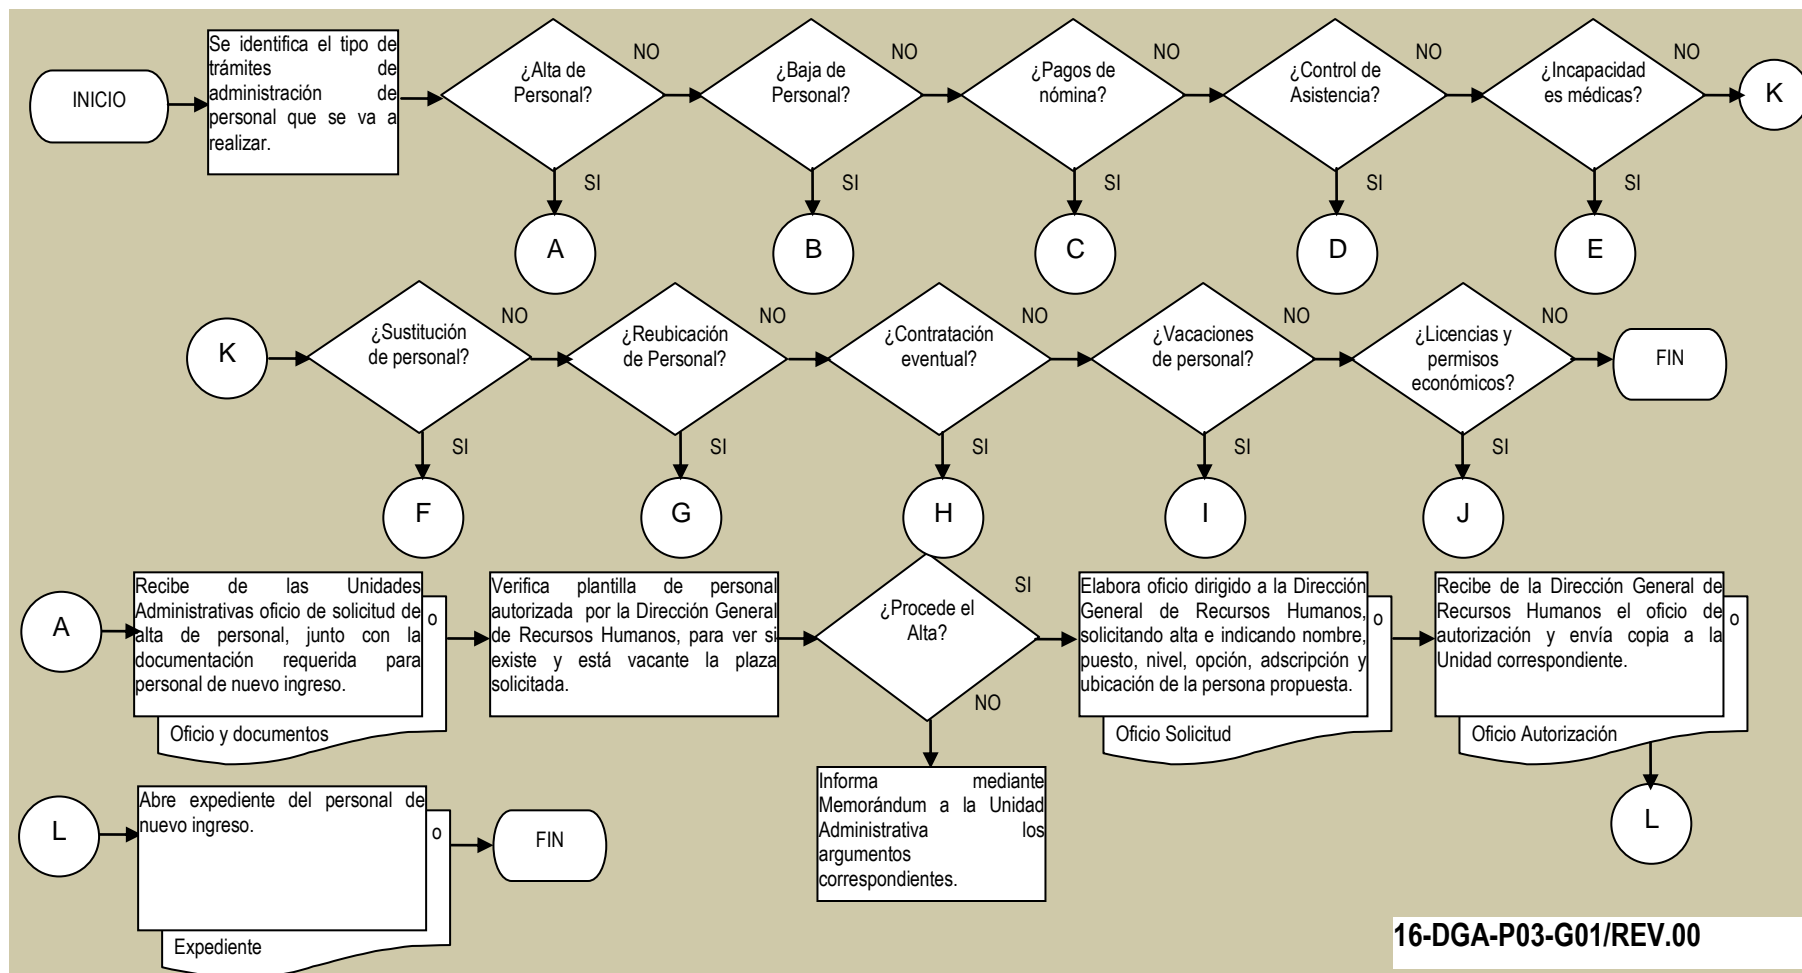 INICIO
Se identifica el tipo de
trámites de
administración de
personal que se va a
realizar.
¿Alta de
Personal?
NO
SI
A
¿Baja de
Personal?
NO
SI
B
¿Pagos de
nómina?
NO
SI
C
¿Control de
Asistencia?
NO
SI
D
¿Incapacidad
es médicas?
NO
SI
E
K
K
¿Sustitución
de personal?
NO
SI
F
¿Reubicación
de Personal?
NO
SI
G
¿Contratación
eventual?
NO
SI
H
¿Vacaciones
de personal?
NO
SI
I
¿Licencias y
permisos
económicos?
NO
SI
J
FIN
A
Recibe de las Unidades
Administrativas oficio de solicitud de
alta de personal, junto con la
documentación requerida para
personal de nuevo ingreso.
o
Oficio y documentos
Verifica plantilla de personal
autorizada por la Dirección General
de Recursos Humanos, para ver si
existe y está vacante la plaza
solicitada.
¿Procede el
Alta?
SI
NO
Informa mediante
Memorándum a la Unidad
Administrativa los
argumentos
correspondientes.
Elabora oficio dirigido a la Dirección
General de Recursos Humanos,
solicitando alta e indicando nombre,
puesto, nivel, opción, adscripción y
ubicación de la persona propuesta.
o
Oficio Solicitud
Recibe de la Dirección General de
Recursos Humanos el oficio de
autorización y envía copia a la
Unidad correspondiente.
o
Oficio Autorización
L
L
Abre expediente del personal de
nuevo ingreso.
o
Expediente
FIN
16-DGA-P03-G01/REV.00